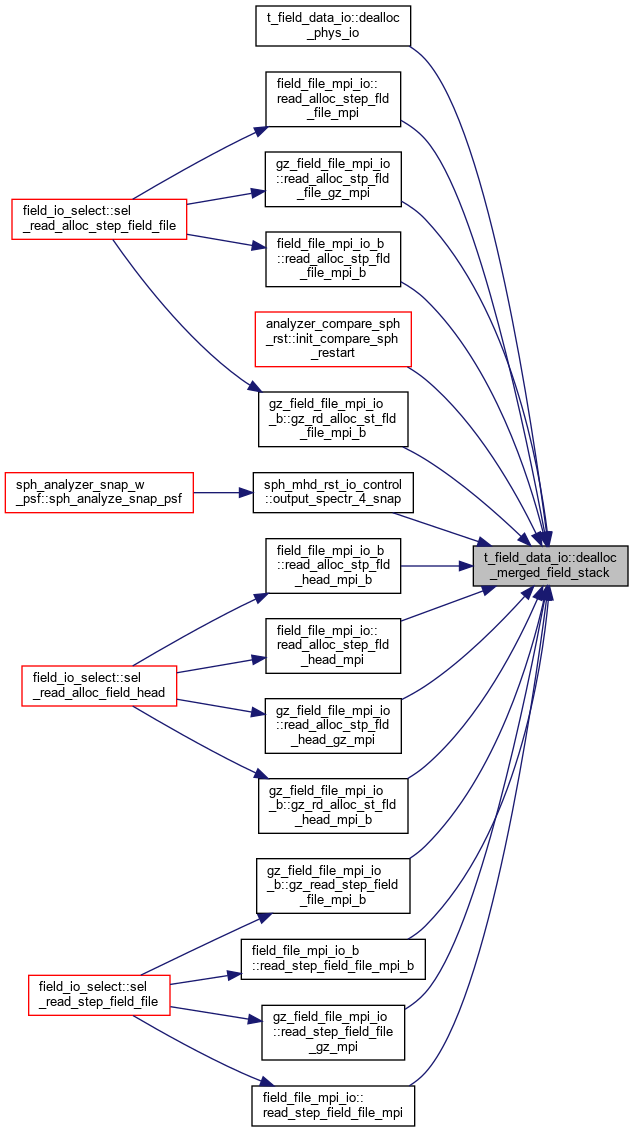 t_field_data_io::dealloc
_phys_io
field_file_mpi_io::
read_alloc_step_fld
_file_mpi
gz_field_file_mpi_io
::read_alloc_stp_fld
_file_gz_mpi
field_io_select::sel
_read_alloc_step_field_file
field_file_mpi_io_b
::read_alloc_stp_fld
_file_mpi_b
analyzer_compare_sph
_rst::init_compare_sph
_restart
gz_field_file_mpi_io
_b::gz_rd_alloc_st_fld
_file_mpi_b
sph_analyzer_snap_w
_psf::sph_analyze_snap_psf
sph_mhd_rst_io_control
::output_spectr_4_snap
t_field_data_io::dealloc
_merged_field_stack
field_file_mpi_io_b
::read_alloc_stp_fld
_head_mpi_b
field_file_mpi_io::
read_alloc_step_fld
_head_mpi
field_io_select::sel
_read_alloc_field_head
gz_field_file_mpi_io
::read_alloc_stp_fld
_head_gz_mpi
gz_field_file_mpi_io
_b::gz_rd_alloc_st_fld
_head_mpi_b
gz_field_file_mpi_io
_b::gz_read_step_field
_file_mpi_b
field_file_mpi_io_b
::read_step_field_file_mpi_b
field_io_select::sel
_read_step_field_file
gz_field_file_mpi_io
::read_step_field_file
_gz_mpi
field_file_mpi_io::
read_step_field_file_mpi